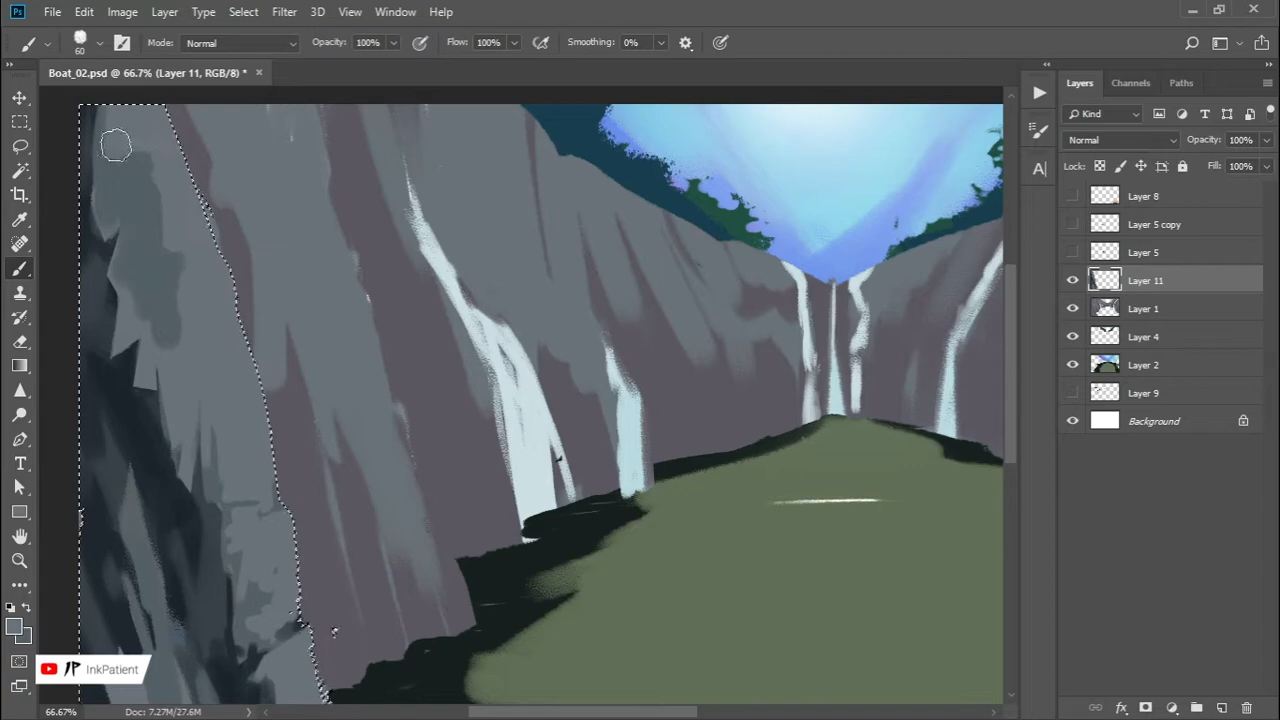 Ps File Edit Image Layer Type Select Filter 3D View Window Help
60 Mode: Normal Opacity: 100% Flow: 100% Smoothing: 0%
Boat_02.psd @ 66.7% (Layer 11, RGB/8) * ×
Layers Channels Paths
Kind
Normal Opacity: 100%
Lock: Fill: 100%
Layer 8
Layer 5 copy
Layer 5
Layer 11
Layer 1
Layer 4
Layer 2
Layer 9
Background
InkPatient
66.67% Doc: 7.27M/27.6M